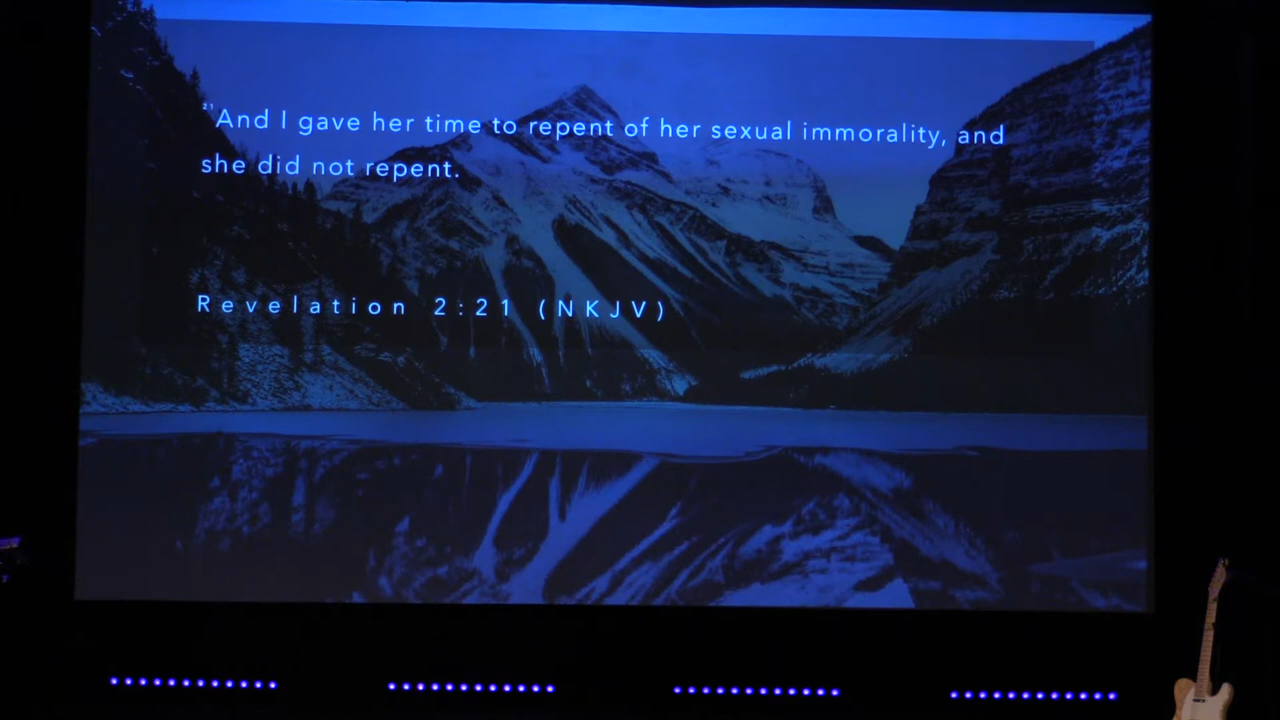 ²¹And I gave her time to repent of her sexual immorality, and
she did not repent.
Revelation 2:21 (NKJV)